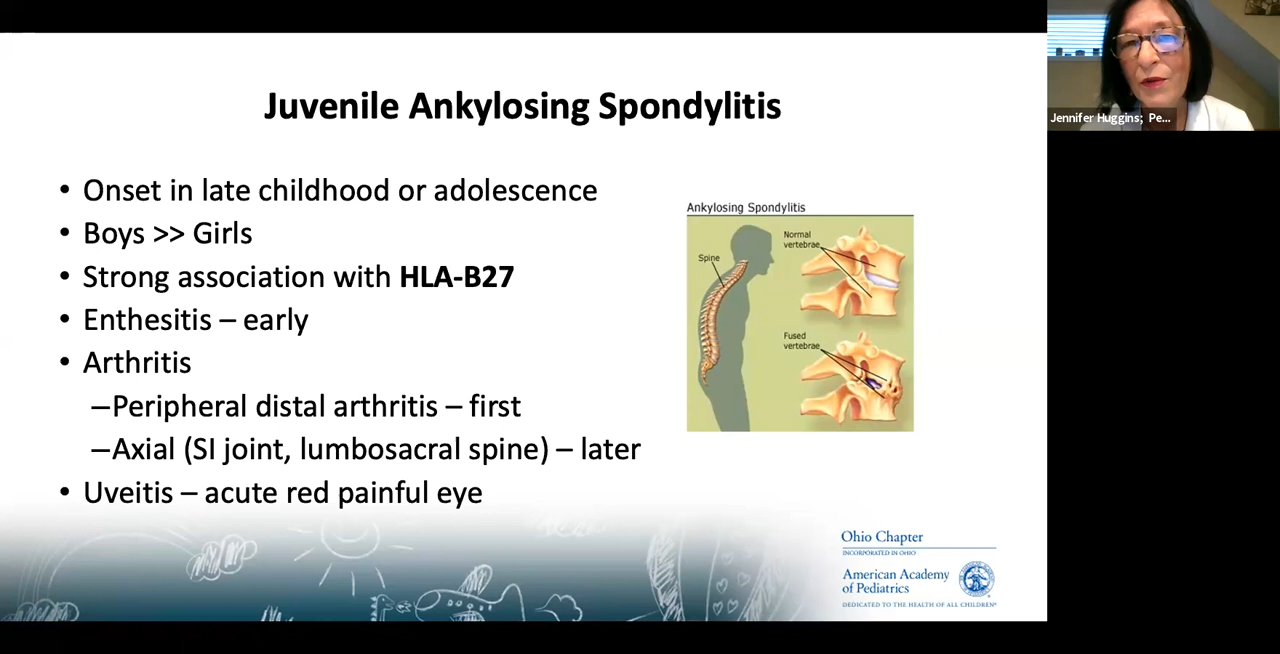 Juvenile Ankylosing Spondylitis
• Onset in late childhood or adolescence
• Boys >> Girls
• Strong association with HLA-B27
• Enthesitis – early
• Arthritis
–Peripheral distal arthritis – first
–Axial (SI joint, lumbosacral spine) – later
• Uveitis – acute red painful eye
Ankylosing Spondylitis
Spine
Normal
vertebrae
Fused
vertebrae
Ohio Chapter
INCORPORATED IN OHIO
American Academy
of Pediatrics
DEDICATED TO THE HEALTH OF ALL CHILDREN®
Jennifer Huggins; Pe...